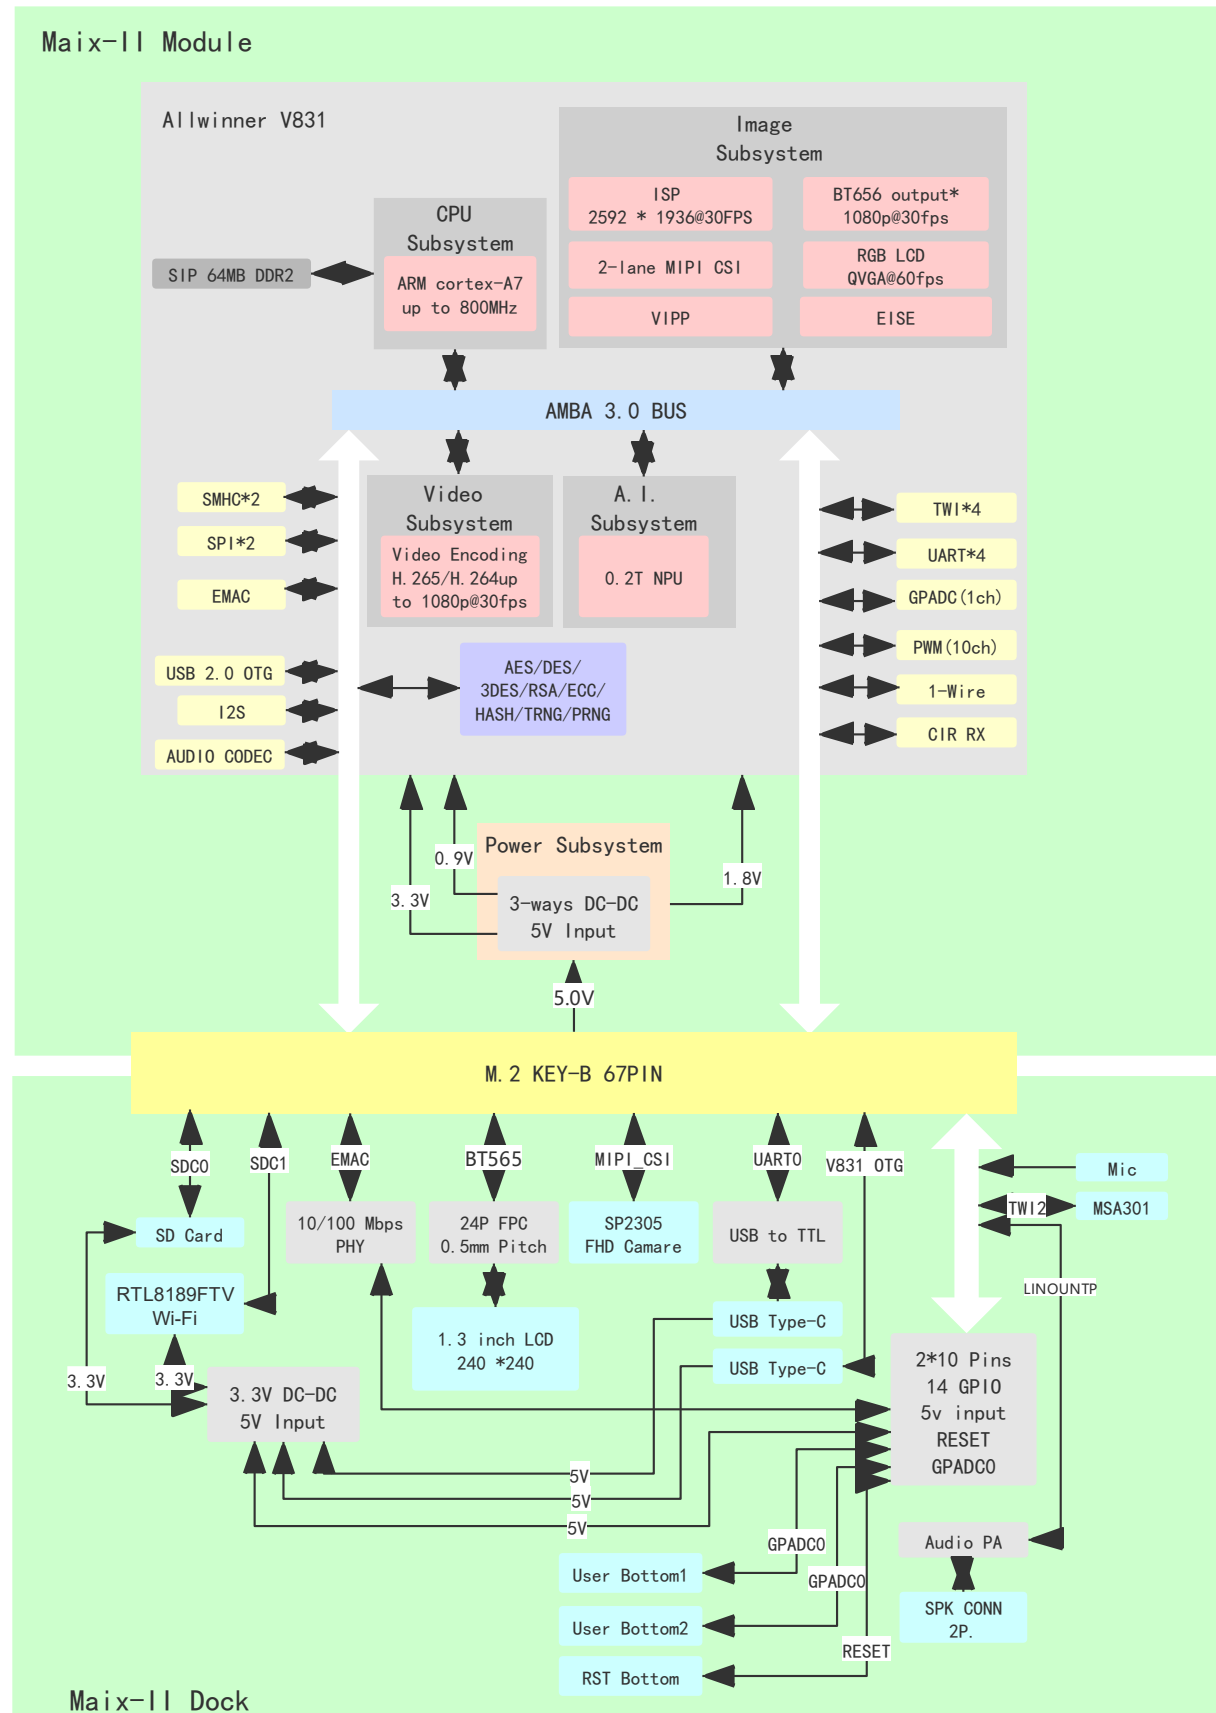 Maix-II Module
Allwinner V831
Image
Subsystem
ISP
2592 * 1936@30FPS
BT656 output*
1080p@30fps
2-lane MIPI CSI
RGB LCD
QVGA@60fps
VIPP
EISE
CPU
Subsystem
ARM cortex-A7
up to 800MHz
SIP 64MB DDR2
AMBA 3.0 BUS
SMHC*2
SPI*2
EMAC
USB 2.0 OTG
I2S
AUDIO CODEC
Video
Subsystem
Video Encoding
H.265/H.264up
to 1080p@30fps
A.I.
Subsystem
0.2T NPU
AES/DES/
3DES/RSA/ECC/
HASH/TRNG/PRNG
TWI*4
UART*4
GPADC(1ch)
PWM(10ch)
1-Wire
CIR RX
Power Subsystem
0.9V
3.3V
1.8V
3-ways DC-DC
5V Input
5.0V
M.2 KEY-B 67PIN
SDC0
SDC1
EMAC
BT565
MIPI_CSI
UART0
V831 OTG
Mic
TWI2
MSA301
SD Card
10/100 Mbps
PHY
24P FPC
0.5mm Pitch
SP2305
FHD Camare
USB to TTL
LINOUNTP
RTL8189FTV
Wi-Fi
1.3 inch LCD
240 *240
USB Type-C
USB Type-C
3.3V
3.3V
3.3V DC-DC
5V Input
2*10 Pins
14 GPIO
5v input
RESET
GPADC0
5V
5V
5V
GPADC0
GPADC0
RESET
Audio PA
SPK CONN
2P.
User Bottom1
User Bottom2
RST Bottom
Maix-II Dock